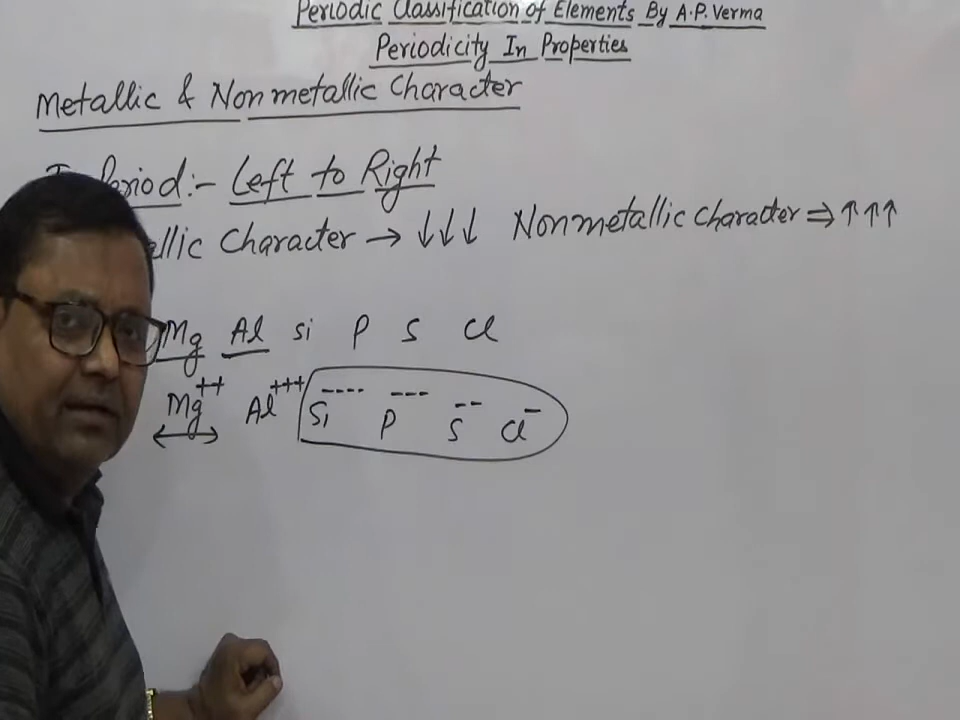 Periodic Classification of Elements By A.P. Verma
Periodicity In Properties
Metallic & Nonmetallic Character
Period:- Left to Right
allic Character → ↓↓↓ Nonmetallic Character ⇒ ↑↑↑
Mg Al Si P S Cl
Mg++ Al+++ Si---- P--- S-- Cl-